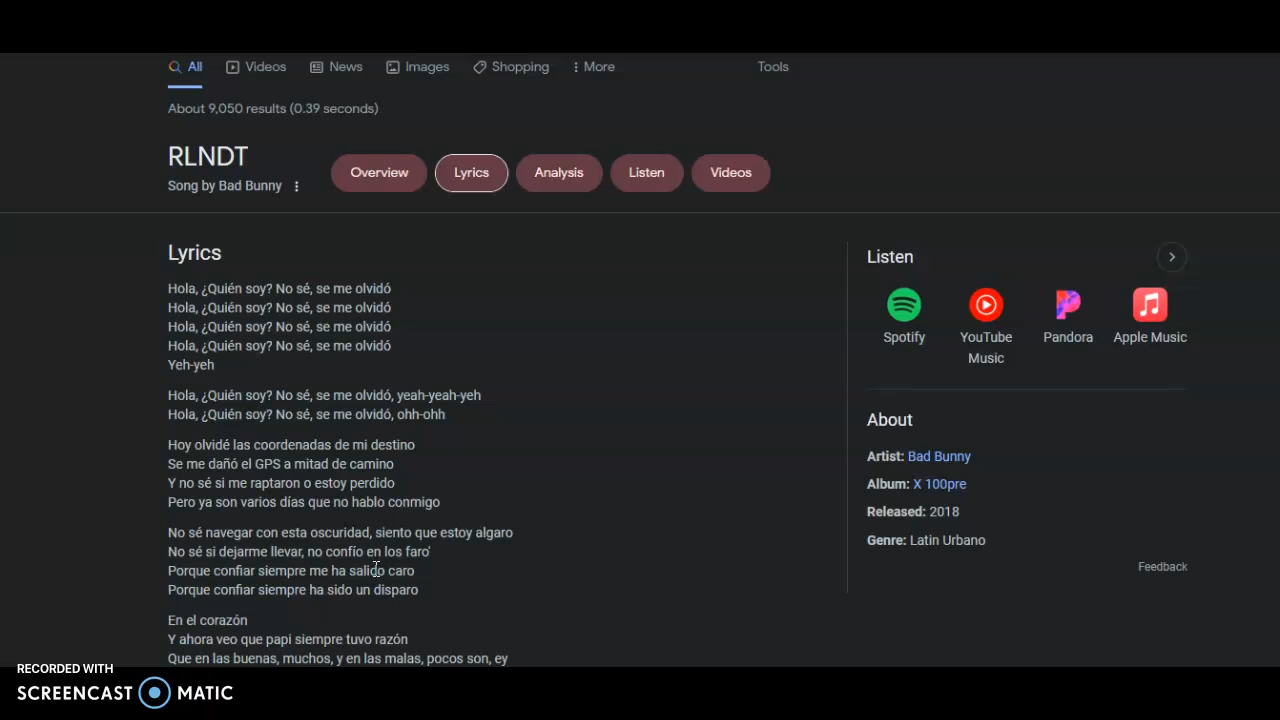 All Videos News Images Shopping More Tools
About 9,050 results (0.39 seconds)
RLNDT
Song by Bad Bunny
Overview Lyrics Analysis Listen Videos
Lyrics
Hola, ¿Quién soy? No sé, se me olvidó
Hola, ¿Quién soy? No sé, se me olvidó
Hola, ¿Quién soy? No sé, se me olvidó
Hola, ¿Quién soy? No sé, se me olvidó
Yeh-yeh
Hola, ¿Quién soy? No sé, se me olvidó, yeah-yeah-yeh
Hola, ¿Quién soy? No sé, se me olvidó, ohh-ohh
Hoy olvidé las coordenadas de mi destino
Se me dañó el GPS a mitad de camino
Y no sé si me raptaron o estoy perdido
Pero ya son varios días que no hablo conmigo
No sé navegar con esta oscuridad, siento que estoy algaro
No sé si dejarme llevar, no confío en los faro'
Porque confiar siempre me ha salido caro
Porque confiar siempre ha sido un disparo
En el corazón
Y ahora veo que papi siempre tuvo razón
Que en las buenas, muchos, y en las malas, pocos son, ey
Listen
Spotify YouTube Music Pandora Apple Music
About
Artist: Bad Bunny
Album: X 100pre
Released: 2018
Genre: Latin Urbano
Feedback
RECORDED WITH
SCREENCAST MATIC